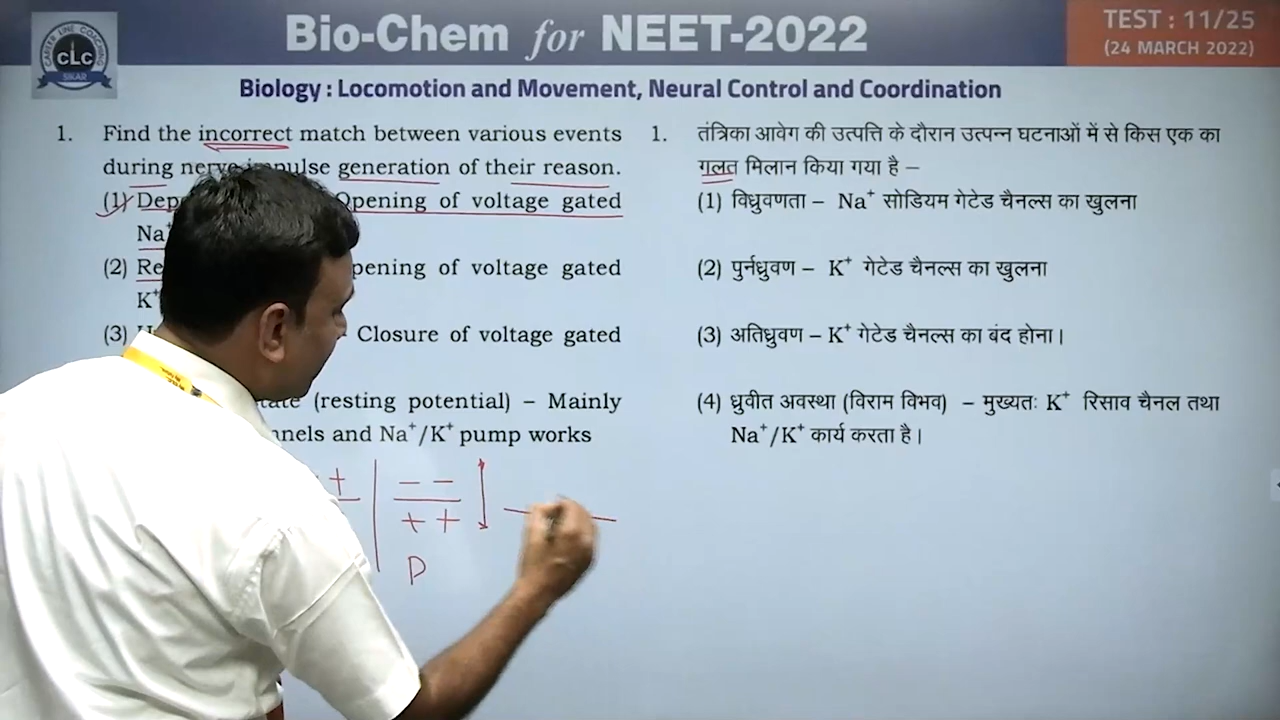 Bio-Chem for NEET-2022
TEST : 11/25
(24 MARCH 2022)
CAREER LINE COACHING
CLC
SIKAR
Biology : Locomotion and Movement, Neural Control and Coordination
1. Find the incorrect match between various events
during nerve impulse generation of their reason.
(1) Opening of voltage gated
Na+
(2) pening of voltage gated
K+
(3) Closure of voltage gated
tate (resting potential) – Mainly
nnels and Na+/K+ pump works
+
– –
+ +
D
1. तंत्रिका आवेग की उत्पत्ति के दौरान उत्पन्न घटनाओं में से किस एक का
गलत मिलान किया गया है –
(1) विध्रुवणता – Na+ सोडियम गेटेड चैनल्स का खुलना
(2) पुर्नध्रुवण – K+ गेटेड चैनल्स का खुलना
(3) अतिध्रुवण – K+ गेटेड चैनल्स का बंद होना।
(4) ध्रुवीत अवस्था (विराम विभव) – मुख्यतः K+ रिसाव चैनल तथा
Na+/K+ कार्य करता है।